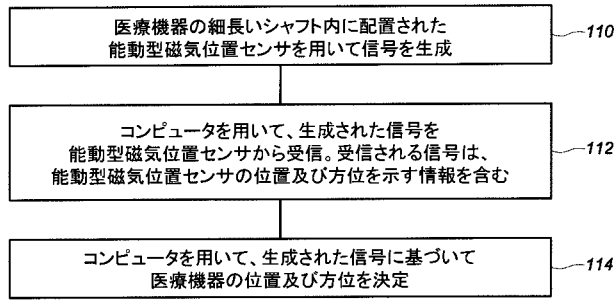 医療機器の細長いシャフト内に配置された
能動型磁気位置センサを用いて信号を生成
110
コンピュータを用いて、生成された信号を
能動型磁気位置センサから受信。受信される信号は、
能動型磁気位置センサの位置及び方位を示す情報を含む
112
コンピュータを用いて、生成された信号に基づいて
医療機器の位置及び方位を決定
114